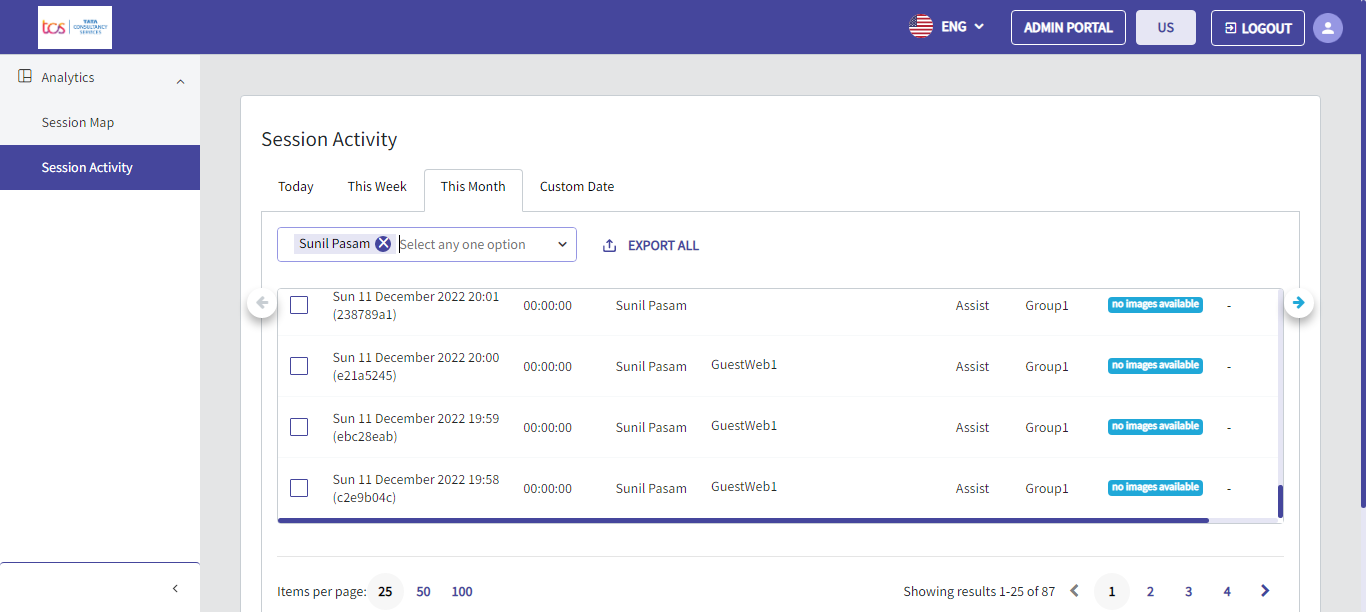 tcs TATA CONSULTANCY SERVICES
ENG ADMIN PORTAL US LOGOUT
Analytics
Session Map
Session Activity
Session Activity
Today This Week This Month Custom Date
Sunil Pasam Select any one option EXPORT ALL
Sun 11 December 2022 20:01
(238789a1) 00:00:00 Sunil Pasam Assist Group1 no images available -
Sun 11 December 2022 20:00
(e21a5245) 00:00:00 Sunil Pasam GuestWeb1 Assist Group1 no images available -
Sun 11 December 2022 19:59
(ebc28eab) 00:00:00 Sunil Pasam GuestWeb1 Assist Group1 no images available -
Sun 11 December 2022 19:58
(c2e9b04c) 00:00:00 Sunil Pasam GuestWeb1 Assist Group1 no images available -
Items per page: 25 50 100 Showing results 1-25 of 87 1 2 3 4